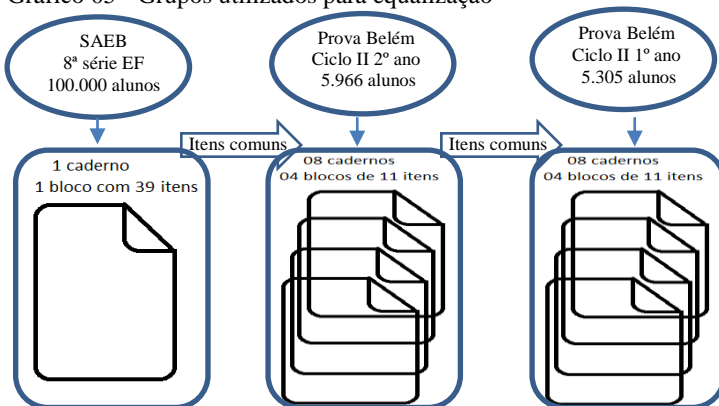 Gráfico 03 - Grupos utilizados para equalização
SAEB
8ª série EF
100.000 alunos
Prova Belém
Ciclo II 2º ano
5.966 alunos
Prova Belém
Ciclo II 1º ano
5.305 alunos
Itens comuns
Itens comuns
1 caderno
1 bloco com 39 itens
08 cadernos
04 blocos de 11 itens
08 cadernos
04 blocos de 11 itens